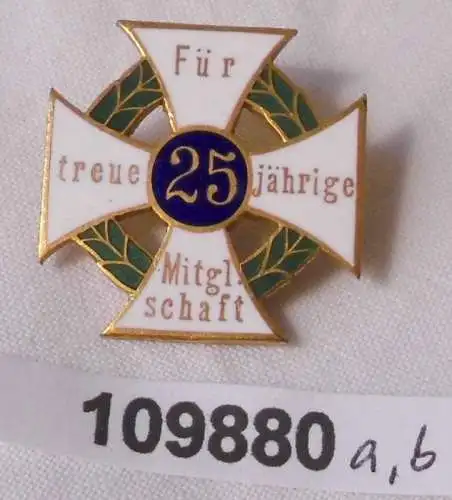 Für
treue 25 jährige
Mitgl.
schaft
109880 a, b